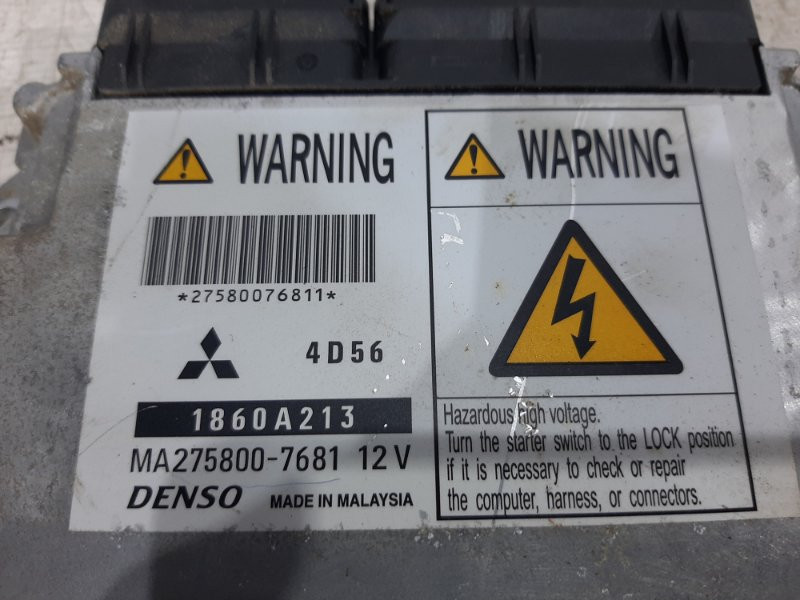 WARNING
*27580076811*
4D56
1860A213
MA275800-7681 12V
DENSO MADE IN MALAYSIA
WARNING
Hazardous high voltage.
Turn the starter switch to the LOCK position
if it is necessary to check or repair
the computer, harness, or connectors.